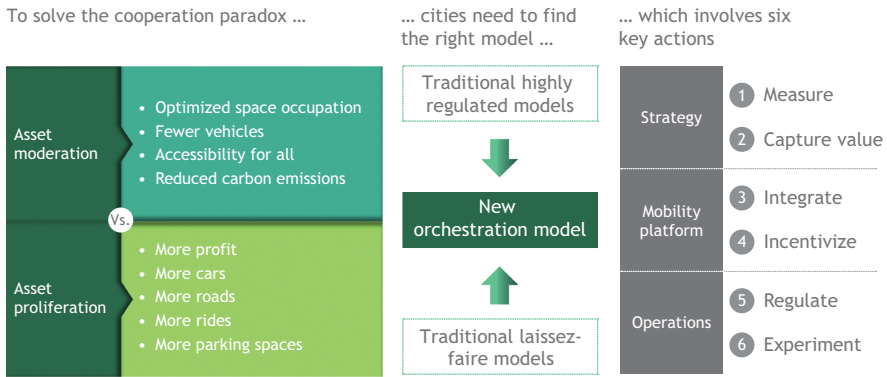 To solve the cooperation paradox …
Asset
moderation
• Optimized space occupation
• Fewer vehicles
• Accessibility for all
• Reduced carbon emissions
Vs.
Asset
proliferation
• More profit
• More cars
• More roads
• More rides
• More parking spaces
… cities need to find
the right model …
Traditional highly
regulated models
New
orchestration model
Traditional laissez-
faire models
… which involves six
key actions
Strategy
1 Measure
2 Capture value
Mobility
platform
3 Integrate
4 Incentivize
Operations
5 Regulate
6 Experiment